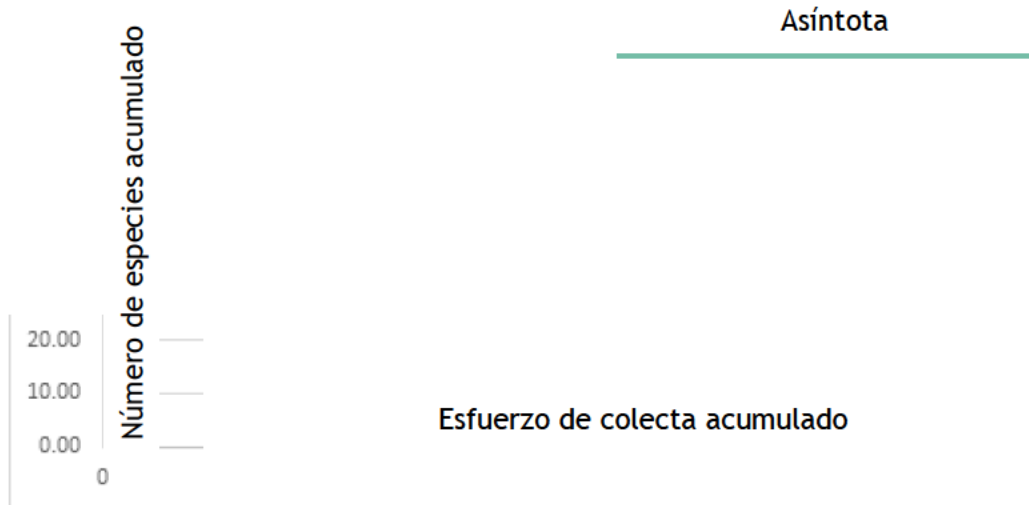 Asíntota
Número de especies acumulado
20.00
10.00
0.00
0
Esfuerzo de colecta acumulado